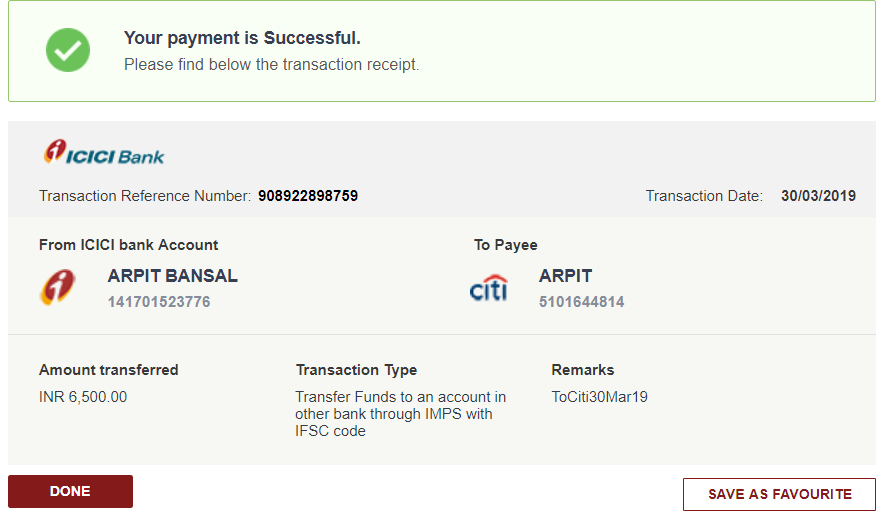 Your payment is Successful.
Please find below the transaction receipt.
ICICI Bank
Transaction Reference Number: 908922898759
Transaction Date: 30/03/2019
From ICICI bank Account
To Payee
ARPIT BANSAL
141701523776
citi
ARPIT
5101644814
Amount transferred
INR 6,500.00
Transaction Type
Transfer Funds to an account in
other bank through IMPS with
IFSC code
Remarks
ToCiti30Mar19
DONE
SAVE AS FAVOURITE